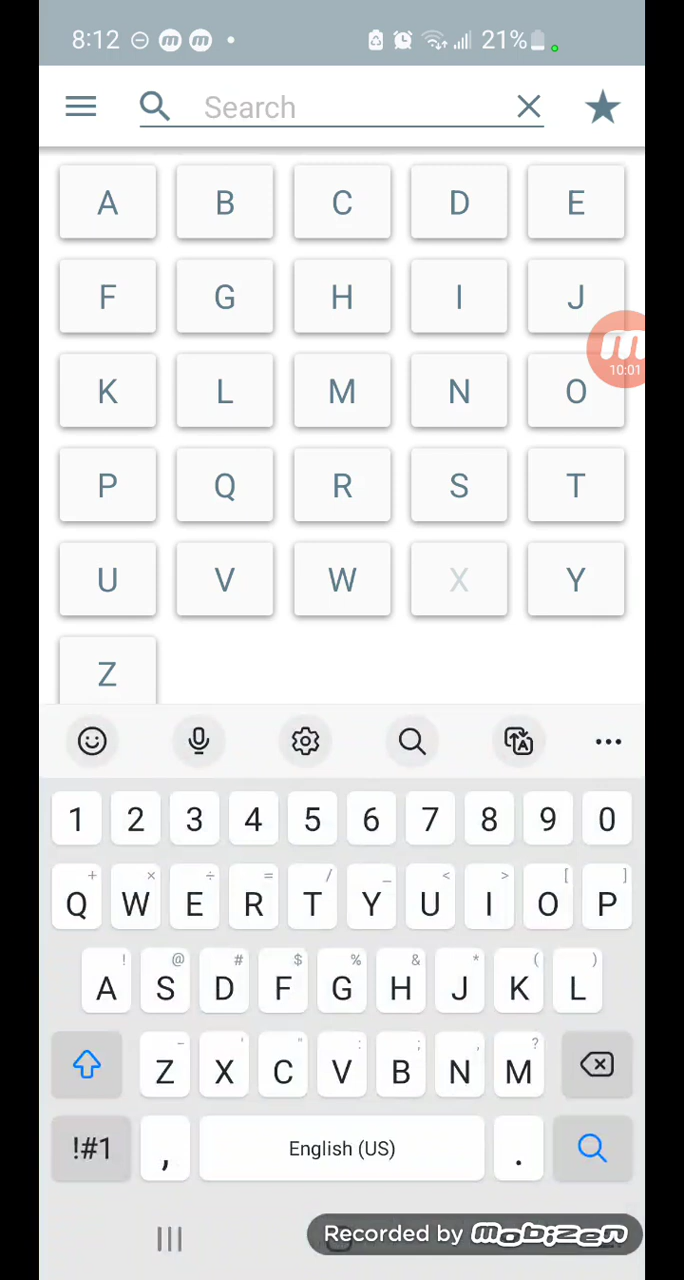 8:12 21%
Search
A B C D E
F G H I J
10:01
K L M N O
P Q R S T
U V W X Y
Z
1 2 3 4 5 6 7 8 9 0
+ × ÷ = / _ < > [ ]
Q W E R T Y U I O P
! @ # $ % & * ( )
A S D F G H J K L
- ' " : ; , ?
Z X C V B N M
!#1 , English (US) .
Recorded by mobizen